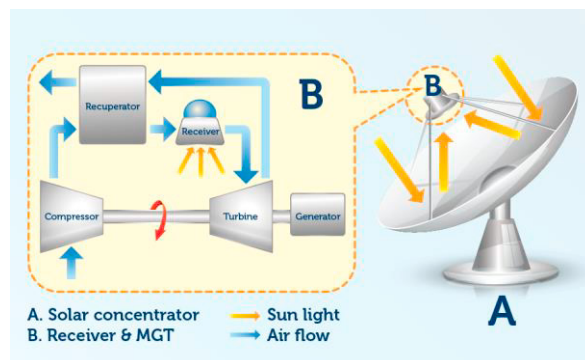 B
B
Recuperator
Receiver
Compressor
Turbine
Generator
A
A. Solar concentrator
Sun light
B. Receiver & MGT
Air flow